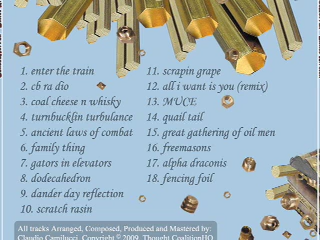 1. enter the train
2. cb ra dio
3. coal cheese n whisky
4. turnbucklin turbulance
5. ancient laws of combat
6. family thing
7. gators in elevators
8. dodecahedron
9. dander day reflection
10. scratch rasin
11. scrapin grape
12. all i want is you (remix)
13. MUCE
14. quail tail
15. great gathering of oil men
16. freemasons
17. alpha draconis
18. fencing foil
All tracks Arranged, Composed, Produced and Mastered by:
Claudio Camilucci. Copyright © 2009. Thought CoalitionHQ